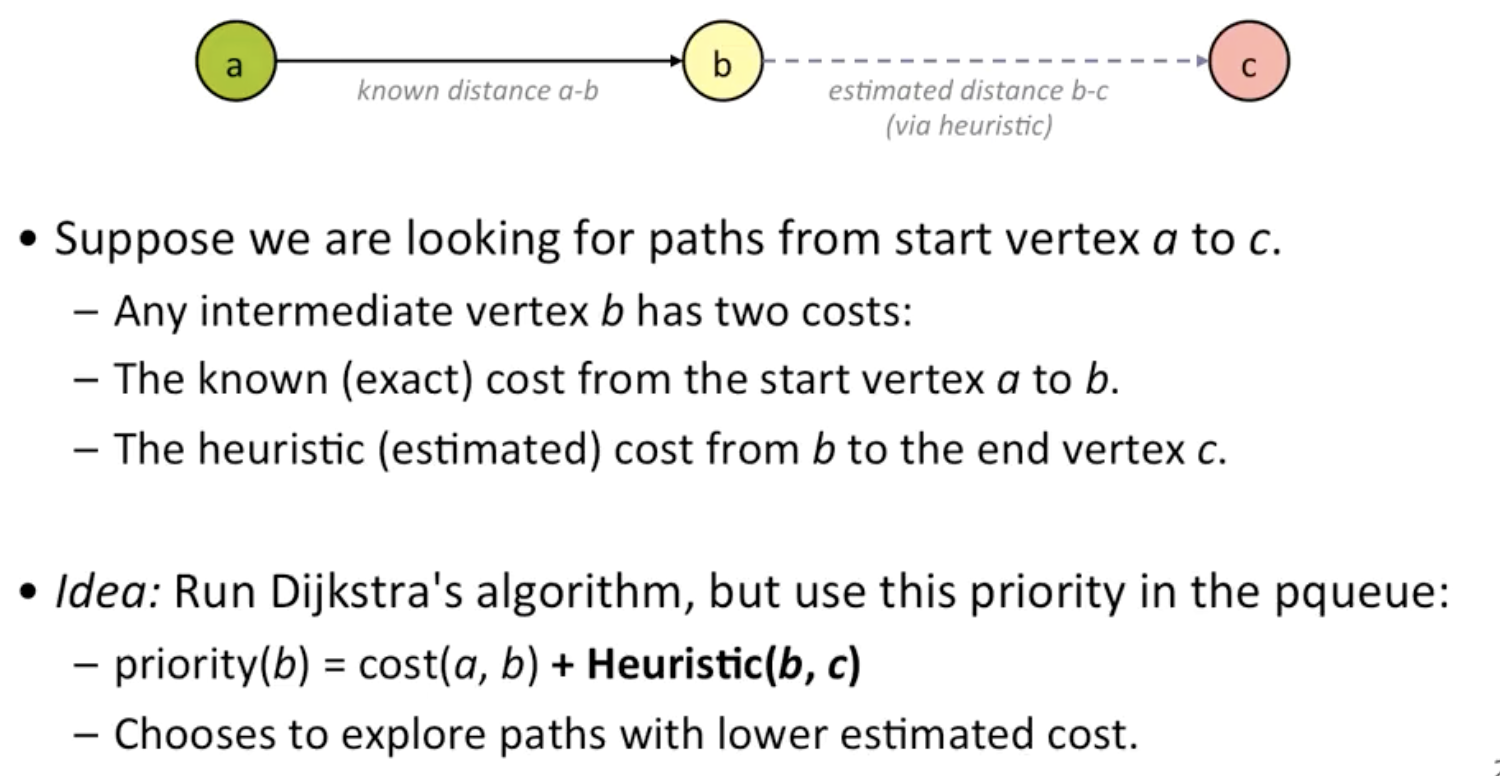 a
b
c
known distance a-b
estimated distance b-c
(via heuristic)
• Suppose we are looking for paths from start vertex a to c.
– Any intermediate vertex b has two costs:
– The known (exact) cost from the start vertex a to b.
– The heuristic (estimated) cost from b to the end vertex c.
• Idea: Run Dijkstra's algorithm, but use this priority in the pqueue:
– priority(b) = cost(a, b) + Heuristic(b, c)
– Chooses to explore paths with lower estimated cost.